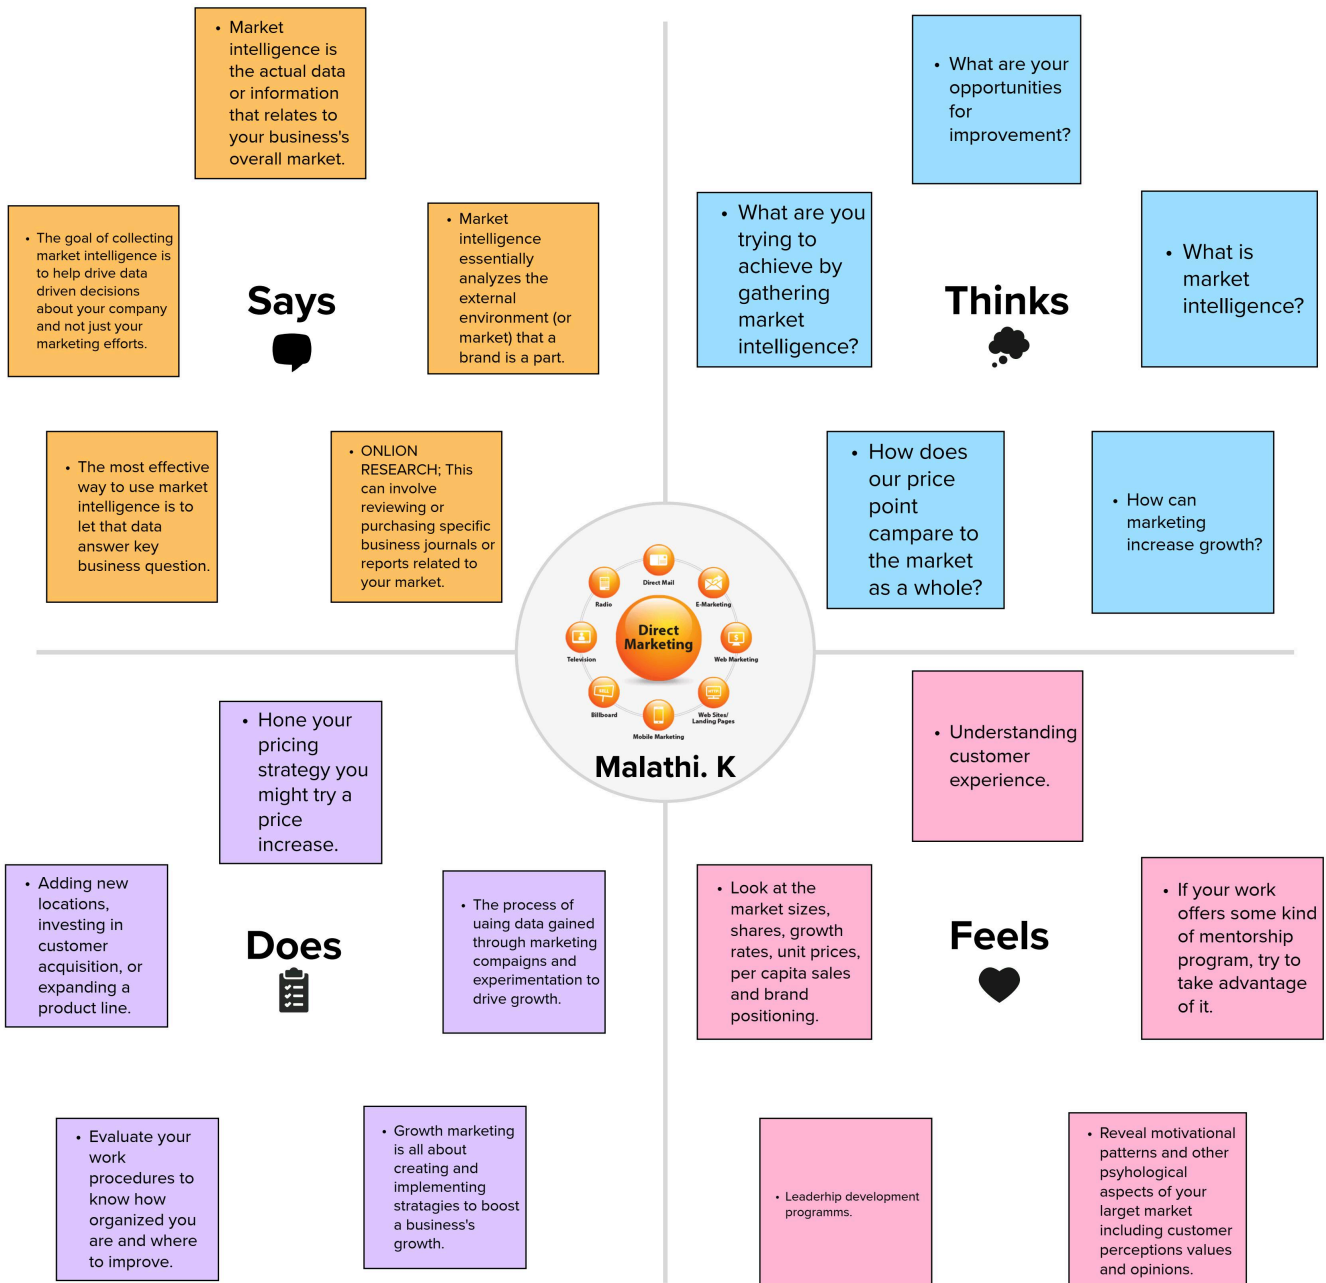 • Market
intelligence is
the actual data
or information
that relates to
your business's
overall market.
• The goal of collecting
market intelligence is
to help drive data
driven decisions
about your company
and not just your
marketing efforts.
Says
• Market
intelligence
essentially
analyzes the
external
environment (or
market) that a
brand is a part.
• The most effective
way to use market
intelligence is to
let that data
answer key
business question.
• ONLION
RESEARCH; This
can involve
reviewing or
purchasing specific
business journals or
reports related to
your market.
• What are your
opportunities
for
improvement?
• What are you
trying to
achieve by
gathering
market
intelligence?
Thinks
• What is
market
intelligence?
• How does
our price
point
campare to
the market
as a whole?
• How can
marketing
increase growth?
Direct Mail
Radio
E-Marketing
Direct
Marketing
Television
Web Marketing
$
BILL
Billboard
HTTP
Web Sites/
Landing Pages
Mobile Marketing
Malathi. K
• Hone your
pricing
strategy you
might try a
price
increase.
• Adding new
locations,
investing in
customer
acquisition, or
expanding a
product line.
Does
• The process of
uaing data gained
through marketing
compaigns and
experimentation to
drive growth.
• Evaluate your
work
procedures to
know how
organized you
are and where
to improve.
• Growth marketing
is all about
creating and
implementing
stratagies to boost
a business's
growth.
• Understanding
customer
experience.
• Look at the
market sizes,
shares, growth
rates, unit prices,
per capita sales
and brand
positioning.
Feels
• If your work
offers some kind
of mentorship
program, try to
take advantage
of it.
• Leaderhip development
programms.
• Reveal motivational
patterns and other
psyhological
aspects of your
larget market
including customer
perceptions values
and opinions.